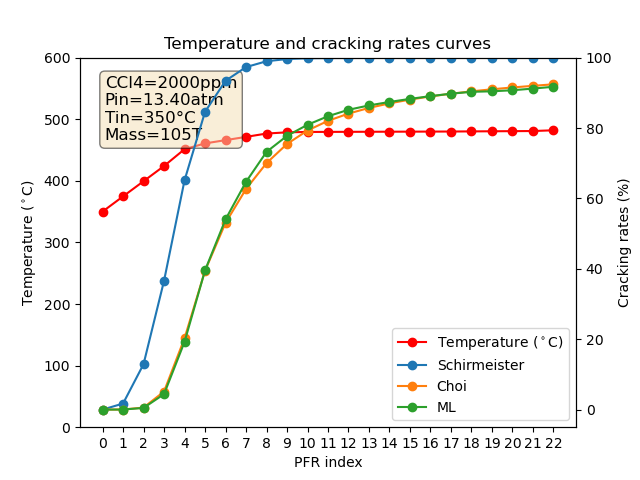 Temperature and cracking rates curves
CCl4=2000ppm
Pin=13.40atm
Tin=350°C
Mass=105T
Temperature (°C)
600
500
400
300
200
100
0
100
80
60
40
20
0
Cracking rates (%)
Temperature (°C)
Schirmeister
Choi
ML
0 1 2 3 4 5 6 7 8 9 10 11 12 13 14 15 16 17 18 19 20 21 22
PFR index